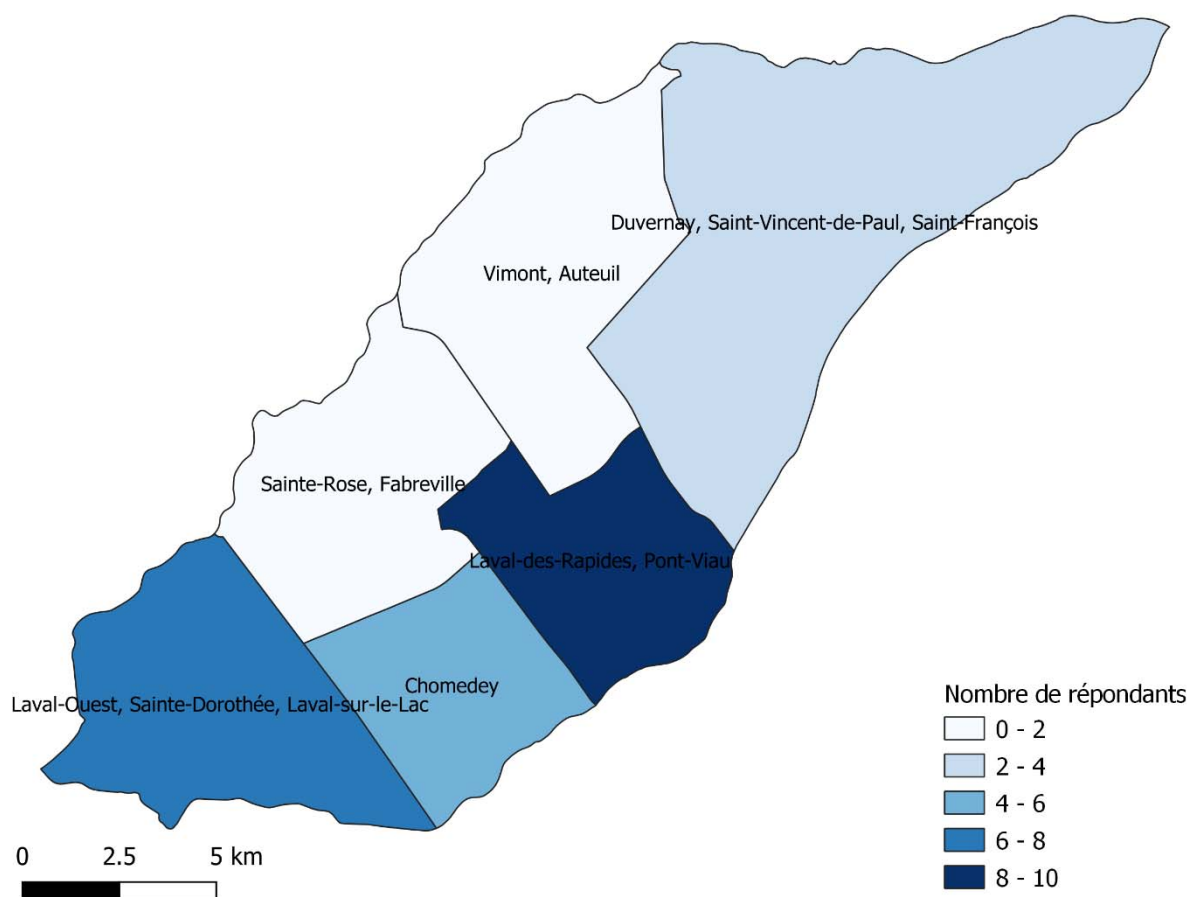 Duvernay, Saint-Vincent-de-Paul, Saint-François
Vimont, Auteuil
Sainte-Rose, Fabreville
Laval-des-Rapides, Pont-Viau
Chomedey
Laval-Ouest, Sainte-Dorothée, Laval-sur-le-Lac
Nombre de répondants
0 - 2
2 - 4
4 - 6
6 - 8
8 - 10
0 2.5 5 km